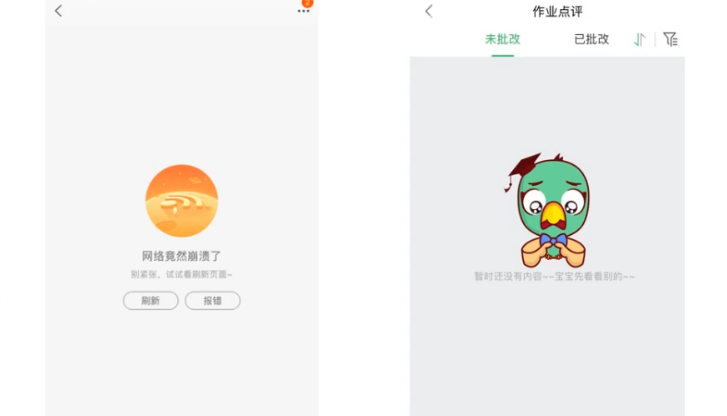 2
网络竟然崩溃了
别紧张，试试看刷新页面~
刷新
报错
作业点评
未批改
已批改
暂时还没有内容~~宝宝先看看别的~~